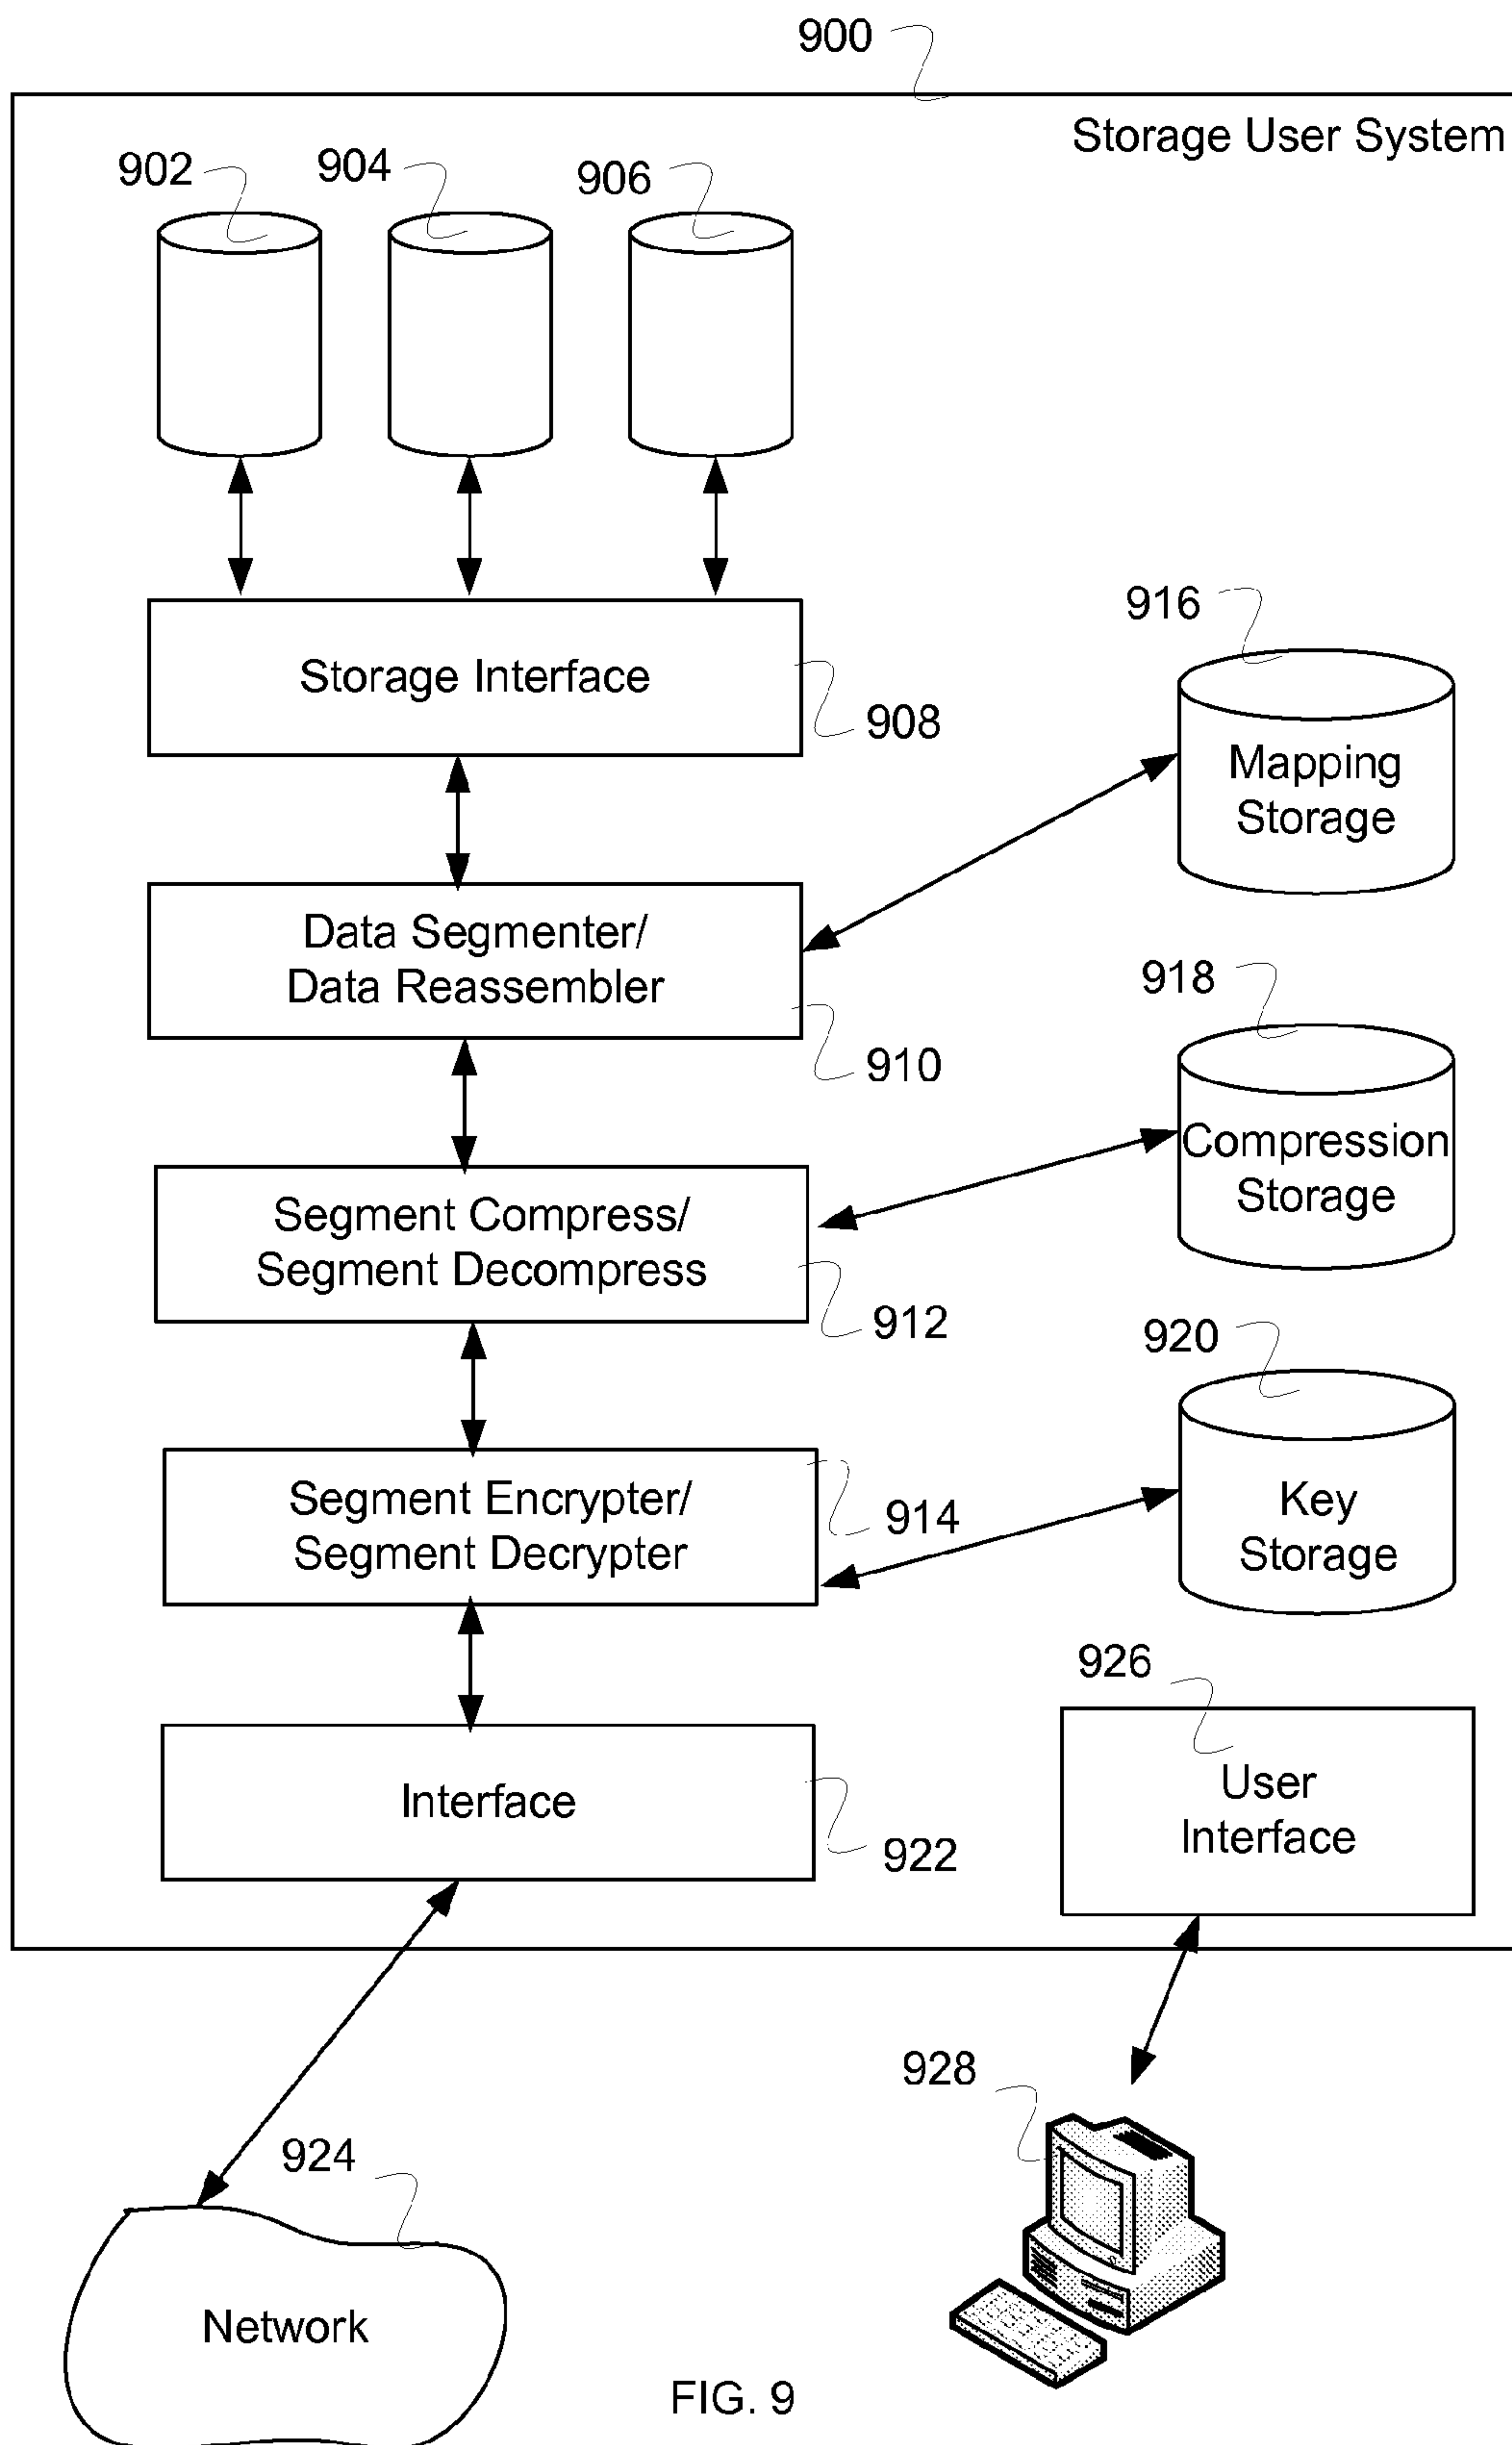 900
Storage User System
902
904
906
Storage Interface
908
916
Mapping
Storage
Data Segmenter/
Data Reassembler
910
918
Compression
Storage
Segment Compress/
Segment Decompress
912
920
Key
Storage
Segment Encrypter/
Segment Decrypter
914
926
User
Interface
Interface
922
928
924
Network
FIG. 9